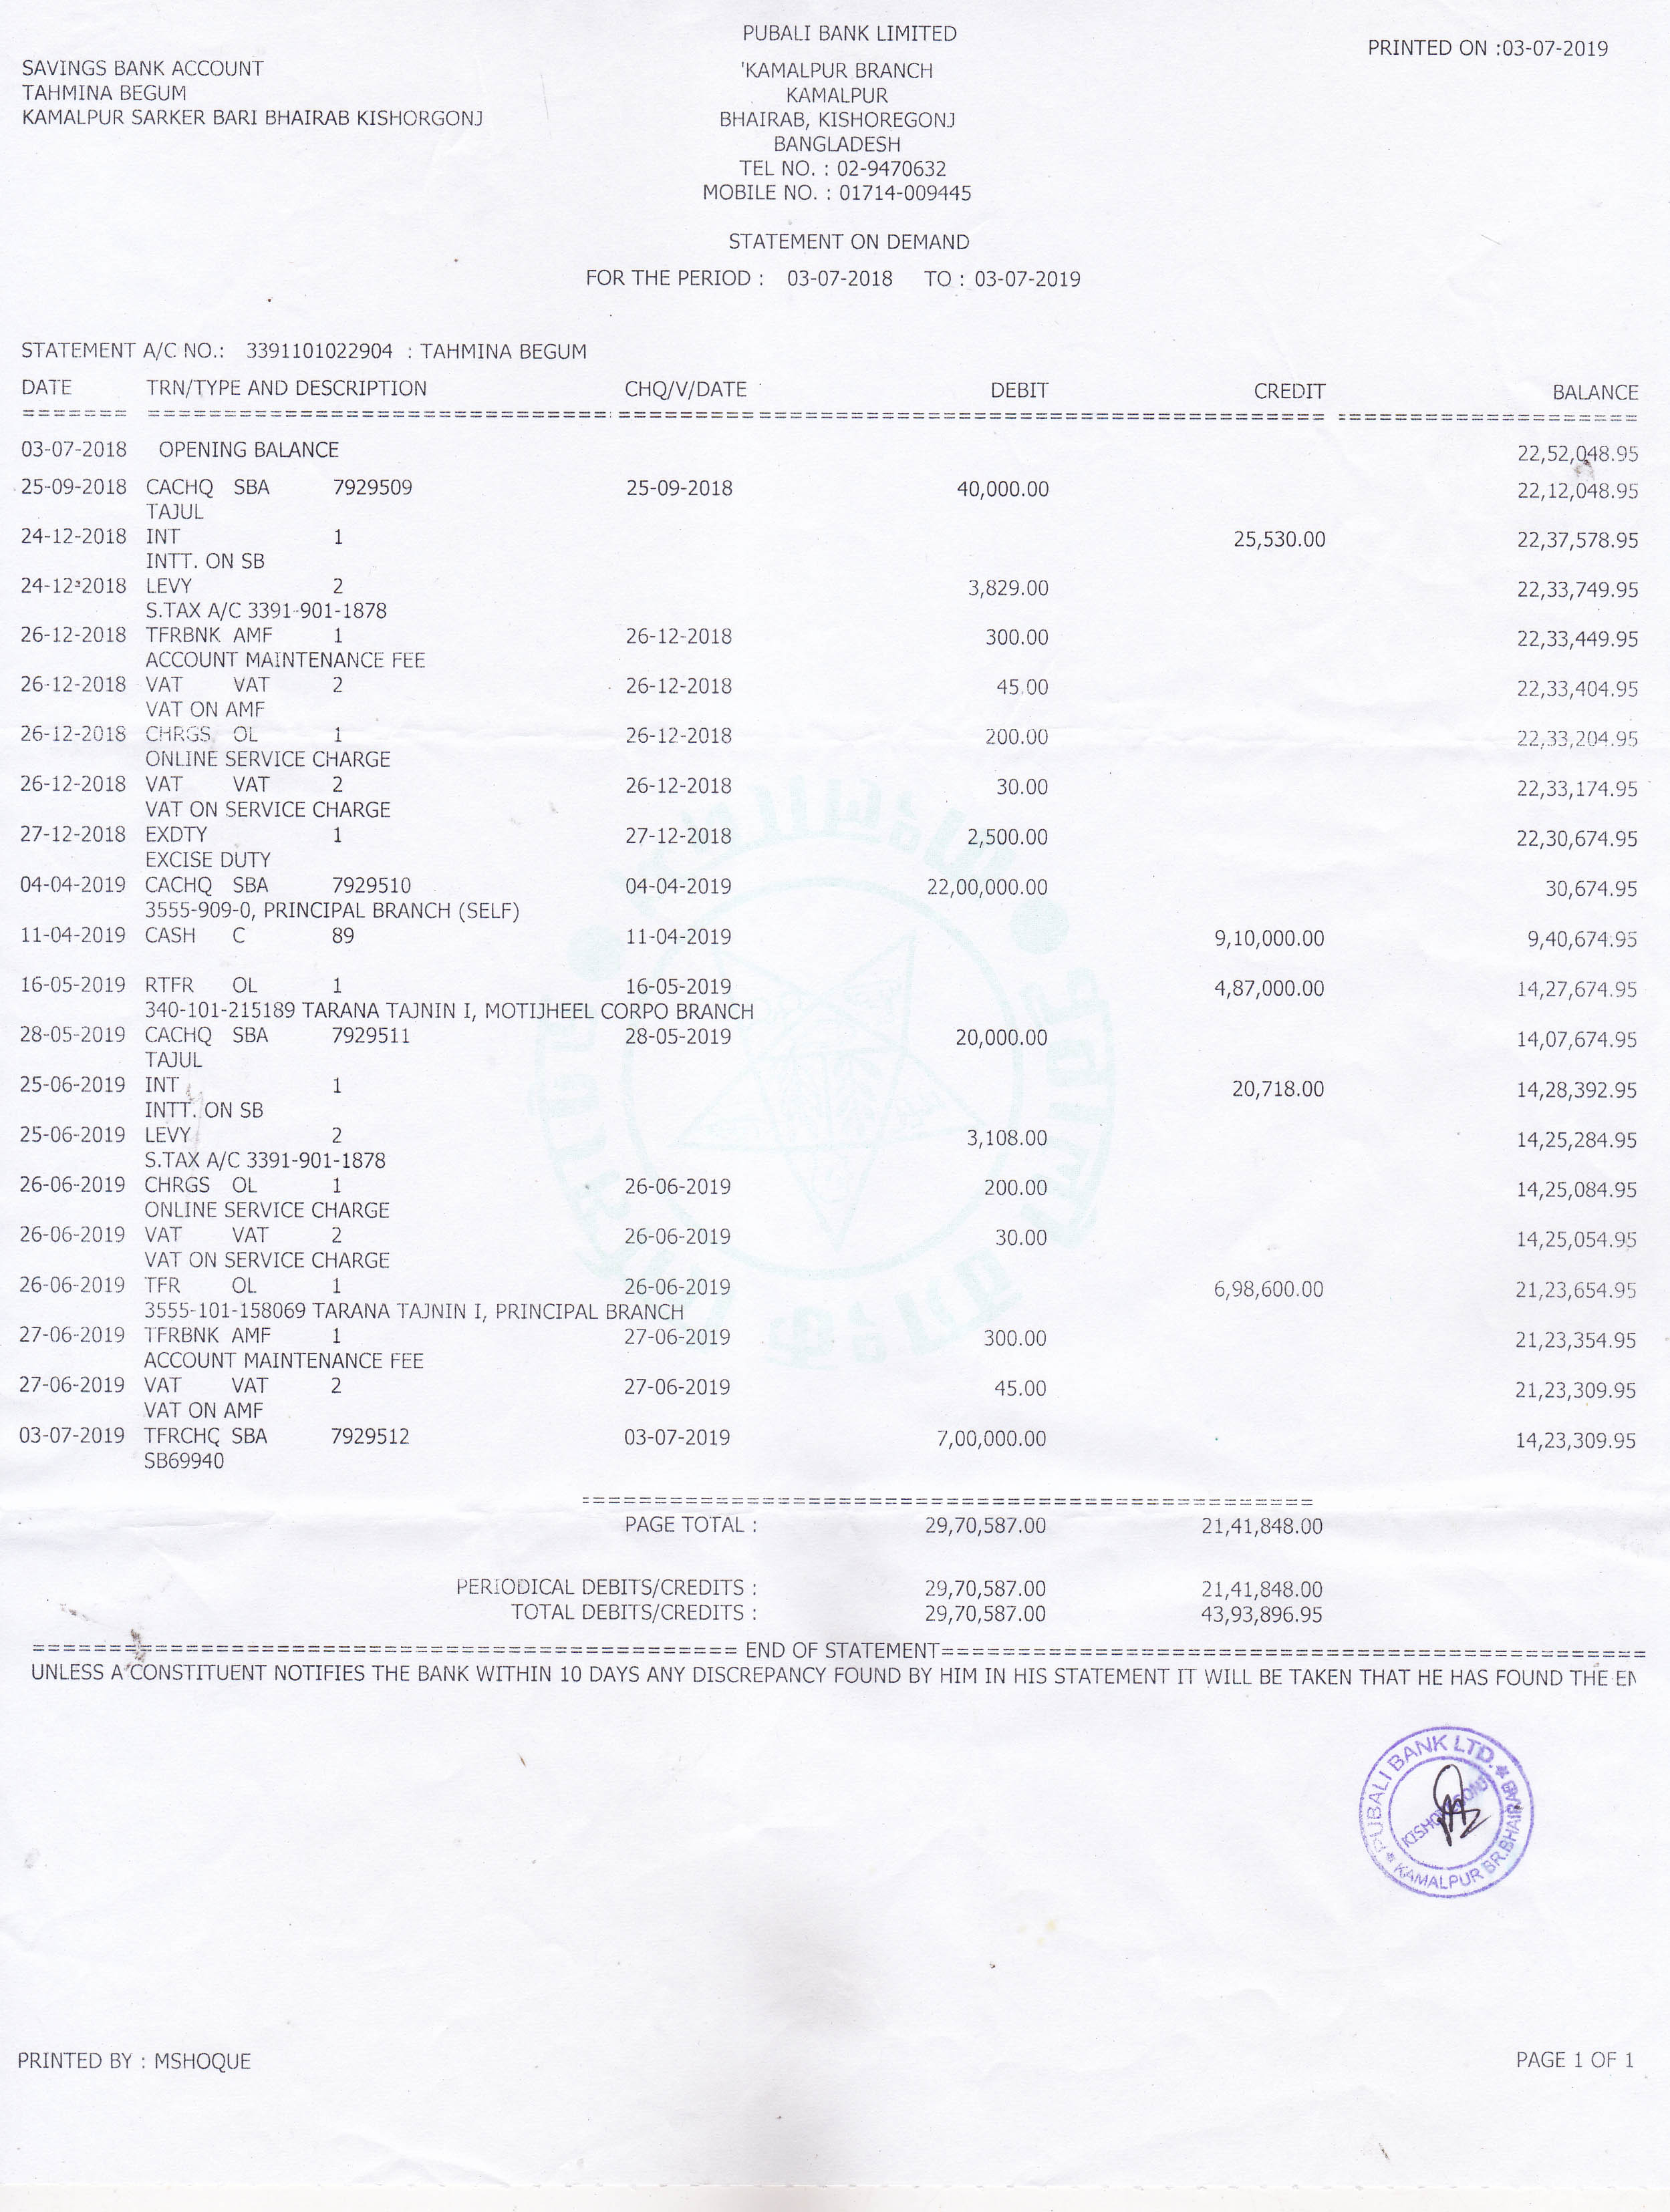 PUBALI BANK LIMITED
PRINTED ON :03-07-2019
SAVINGS BANK ACCOUNT
'KAMALPUR BRANCH
TAHMINA BEGUM
KAMALPUR
KAMALPUR SARKER BARI BHAIRAB KISHORGONJ
BHAIRAB, KISHOREGONJ
BANGLADESH
TEL NO. : 02-9470632
MOBILE NO. : 01714-009445
STATEMENT ON DEMAND
FOR THE PERIOD : 03-07-2018 TO : 03-07-2019
STATEMENT A/C NO.: 3391101022904 : TAHMINA BEGUM
DATE TRN/TYPE AND DESCRIPTION CHQ/V/DATE DEBIT CREDIT BALANCE
03-07-2018 OPENING BALANCE 22,52,048.95
25-09-2018 CACHQ SBA 7929509 25-09-2018 40,000.00 22,12,048.95
TAJUL
24-12-2018 INT 1 25,530.00 22,37,578.95
INTT. ON SB
24-12-2018 LEVY 2 3,829.00 22,33,749.95
S.TAX A/C 3391-901-1878
26-12-2018 TFRBNK AMF 1 26-12-2018 300.00 22,33,449.95
ACCOUNT MAINTENANCE FEE
26-12-2018 VAT VAT 2 26-12-2018 45.00 22,33,404.95
VAT ON AMF
26-12-2018 CHRGS OL 1 26-12-2018 200.00 22,33,204.95
ONLINE SERVICE CHARGE
26-12-2018 VAT VAT 2 26-12-2018 30.00 22,33,174.95
VAT ON SERVICE CHARGE
27-12-2018 EXDTY 1 27-12-2018 2,500.00 22,30,674.95
EXCISE DUTY
04-04-2019 CACHQ SBA 7929510 04-04-2019 22,00,000.00 30,674.95
3555-909-0, PRINCIPAL BRANCH (SELF)
11-04-2019 CASH C 89 11-04-2019 9,10,000.00 9,40,674.95
16-05-2019 RTFR OL 1 16-05-2019 4,87,000.00 14,27,674.95
340-101-215189 TARANA TAJNIN I, MOTIJHEEL CORPO BRANCH
28-05-2019 CACHQ SBA 7929511 28-05-2019 20,000.00 14,07,674.95
TAJUL
25-06-2019 INT 1 20,718.00 14,28,392.95
INTT. ON SB
25-06-2019 LEVY 2 3,108.00 14,25,284.95
S.TAX A/C 3391-901-1878
26-06-2019 CHRGS OL 1 26-06-2019 200.00 14,25,084.95
ONLINE SERVICE CHARGE
26-06-2019 VAT VAT 2 26-06-2019 30.00 14,25,054.95
VAT ON SERVICE CHARGE
26-06-2019 TFR OL 1 26-06-2019 6,98,600.00 21,23,654.95
3555-101-158069 TARANA TAJNIN I, PRINCIPAL BRANCH
27-06-2019 TFRBNK AMF 1 27-06-2019 300.00 21,23,354.95
ACCOUNT MAINTENANCE FEE
27-06-2019 VAT VAT 2 27-06-2019 45.00 21,23,309.95
VAT ON AMF
03-07-2019 TFRCHQ SBA 7929512 03-07-2019 7,00,000.00 14,23,309.95
SB69940
PAGE TOTAL : 29,70,587.00 21,41,848.00
PERIODICAL DEBITS/CREDITS : 29,70,587.00 21,41,848.00
TOTAL DEBITS/CREDITS : 29,70,587.00 43,93,896.95
END OF STATEMENT
UNLESS A CONSTITUENT NOTIFIES THE BANK WITHIN 10 DAYS ANY DISCREPANCY FOUND BY HIM IN HIS STATEMENT IT WILL BE TAKEN THAT HE HAS FOUND THE
PUBALI BANK LTD.
KAMALPUR BR.BHAIRAB
PRINTED BY : MSHOQUE
PAGE 1 OF 1